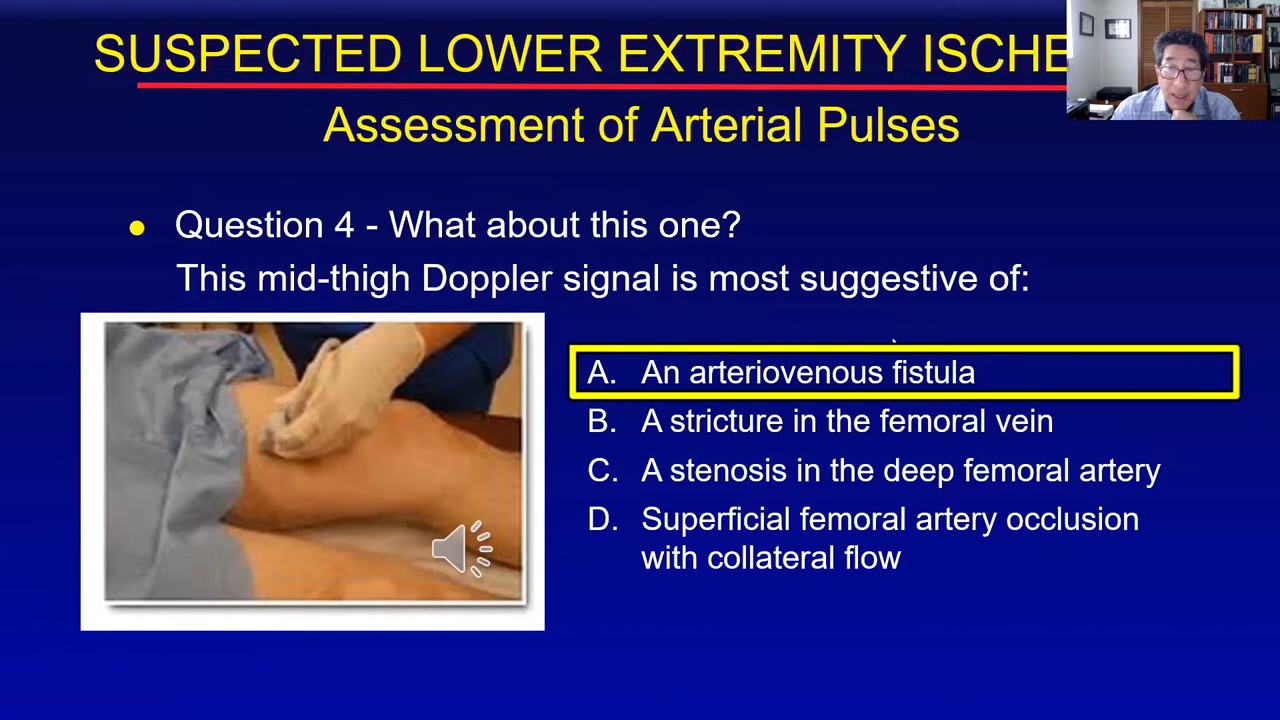 SUSPECTED LOWER EXTREMITY ISCHE
Assessment of Arterial Pulses
• Question 4 - What about this one?
This mid-thigh Doppler signal is most suggestive of:
A. An arteriovenous fistula
B. A stricture in the femoral vein
C. A stenosis in the deep femoral artery
D. Superficial femoral artery occlusion
with collateral flow